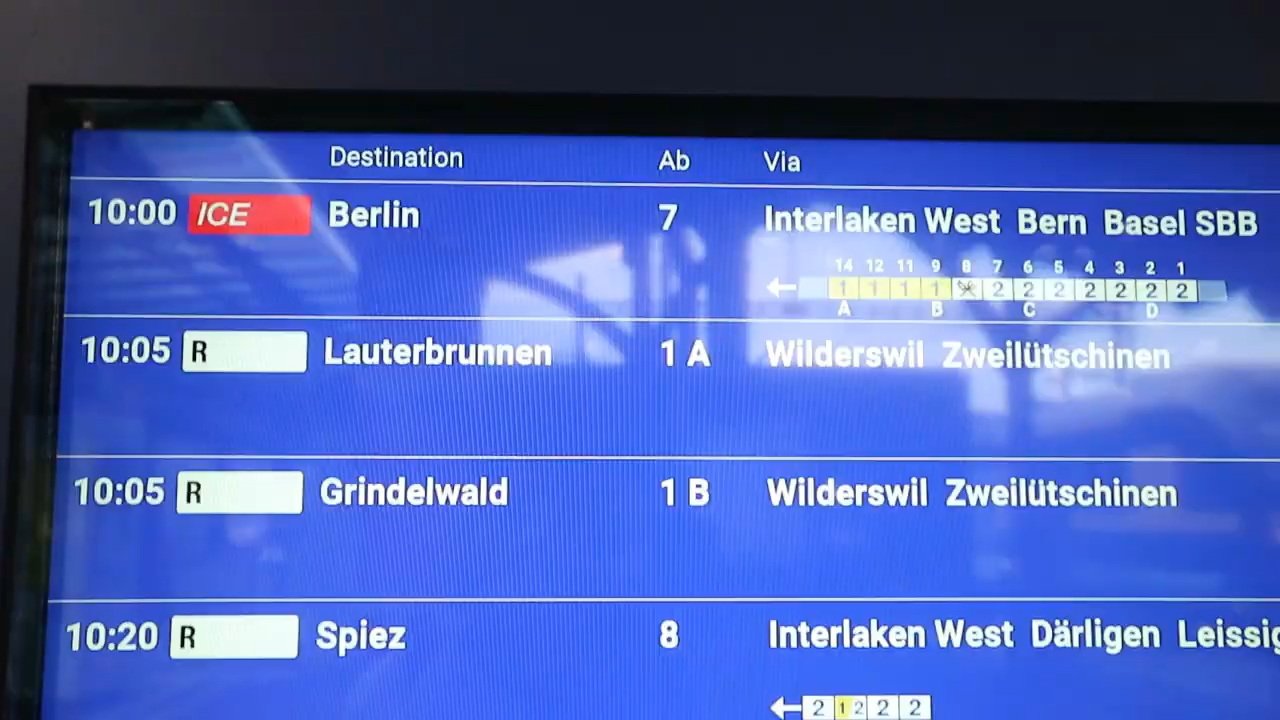 Destination Ab Via
10:00 ICE Berlin 7 Interlaken West Bern Basel SBB
14 12 11 9 8 7 6 5 4 3 2 1
1 1 1 1 2 2 2 2 2 2 2
A B C D
10:05 R Lauterbrunnen 1 A Wilderswil Zweilütschinen
10:05 R Grindelwald 1 B Wilderswil Zweilütschinen
10:20 R Spiez 8 Interlaken West Därligen Leissig
2 1 2 2 2